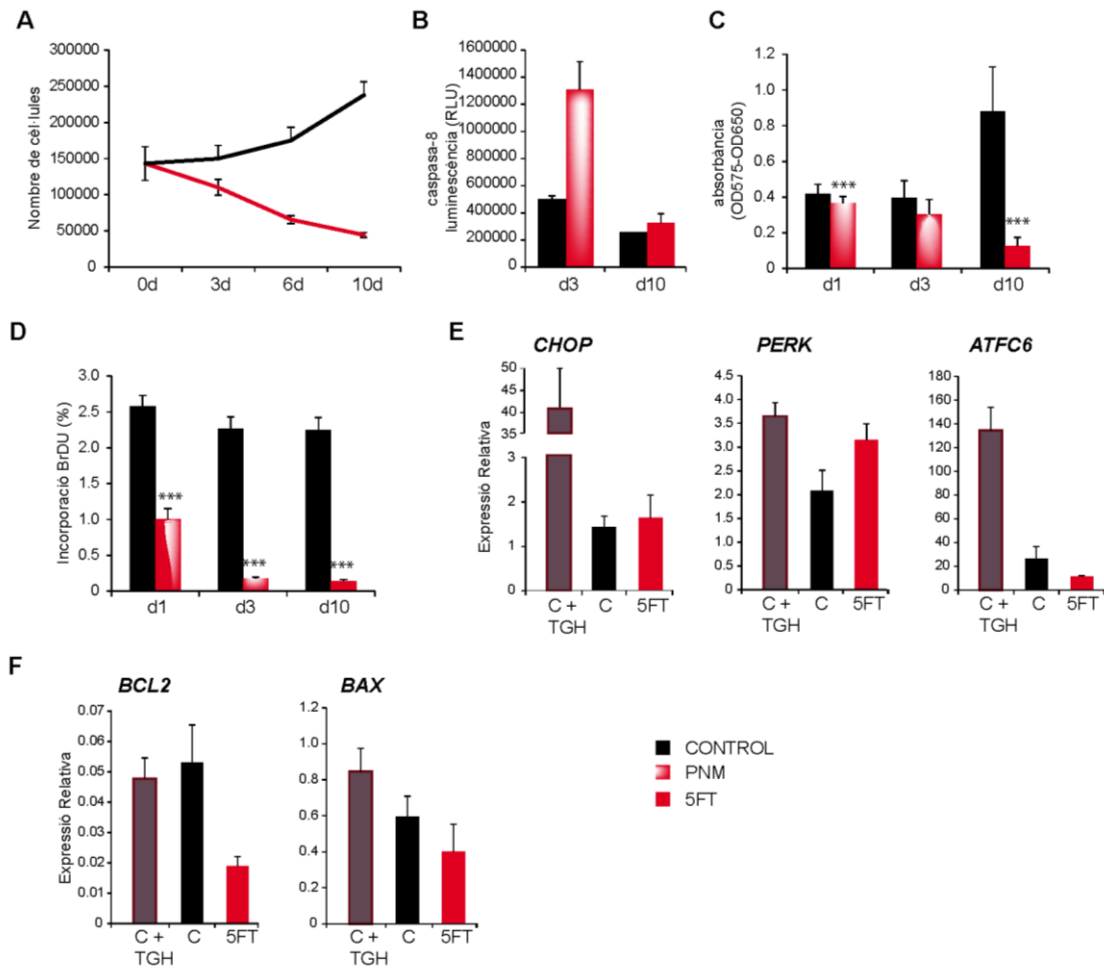 A
Nombre de cèl·lules
300000
250000
200000
150000
100000
50000
0
0d 3d 6d 10d
B
caspasa-8
luminescència (RLU)
1600000
1400000
1200000
1000000
800000
600000
400000
200000
0
d3 d10
C
absorbància
(OD575-OD650)
1.2
1.0
0.8
0.6
0.4
0.2
0
*** ***
d1 d3 d10
D
Incorporació BrDU (%)
3.0
2.5
2.0
1.5
1.0
0.5
0
*** *** ***
d1 d3 d10
E
CHOP
Expressió Relativa
50
45
40
35
3
2
1
0
C + TGH C 5FT
PERK
4.5
4.0
3.5
3.0
2.5
2.0
1.5
1.0
0.5
0
C + TGH C 5FT
ATFC6
180
160
140
120
100
80
60
40
20
0
C + TGH C 5FT
F
BCL2
Expressió Relativa
0.07
0.06
0.05
0.04
0.03
0.02
0.01
0
C + TGH C 5FT
BAX
1.2
1.0
0.8
0.6
0.4
0.2
0
C + TGH C 5FT
CONTROL
PNM
5FT